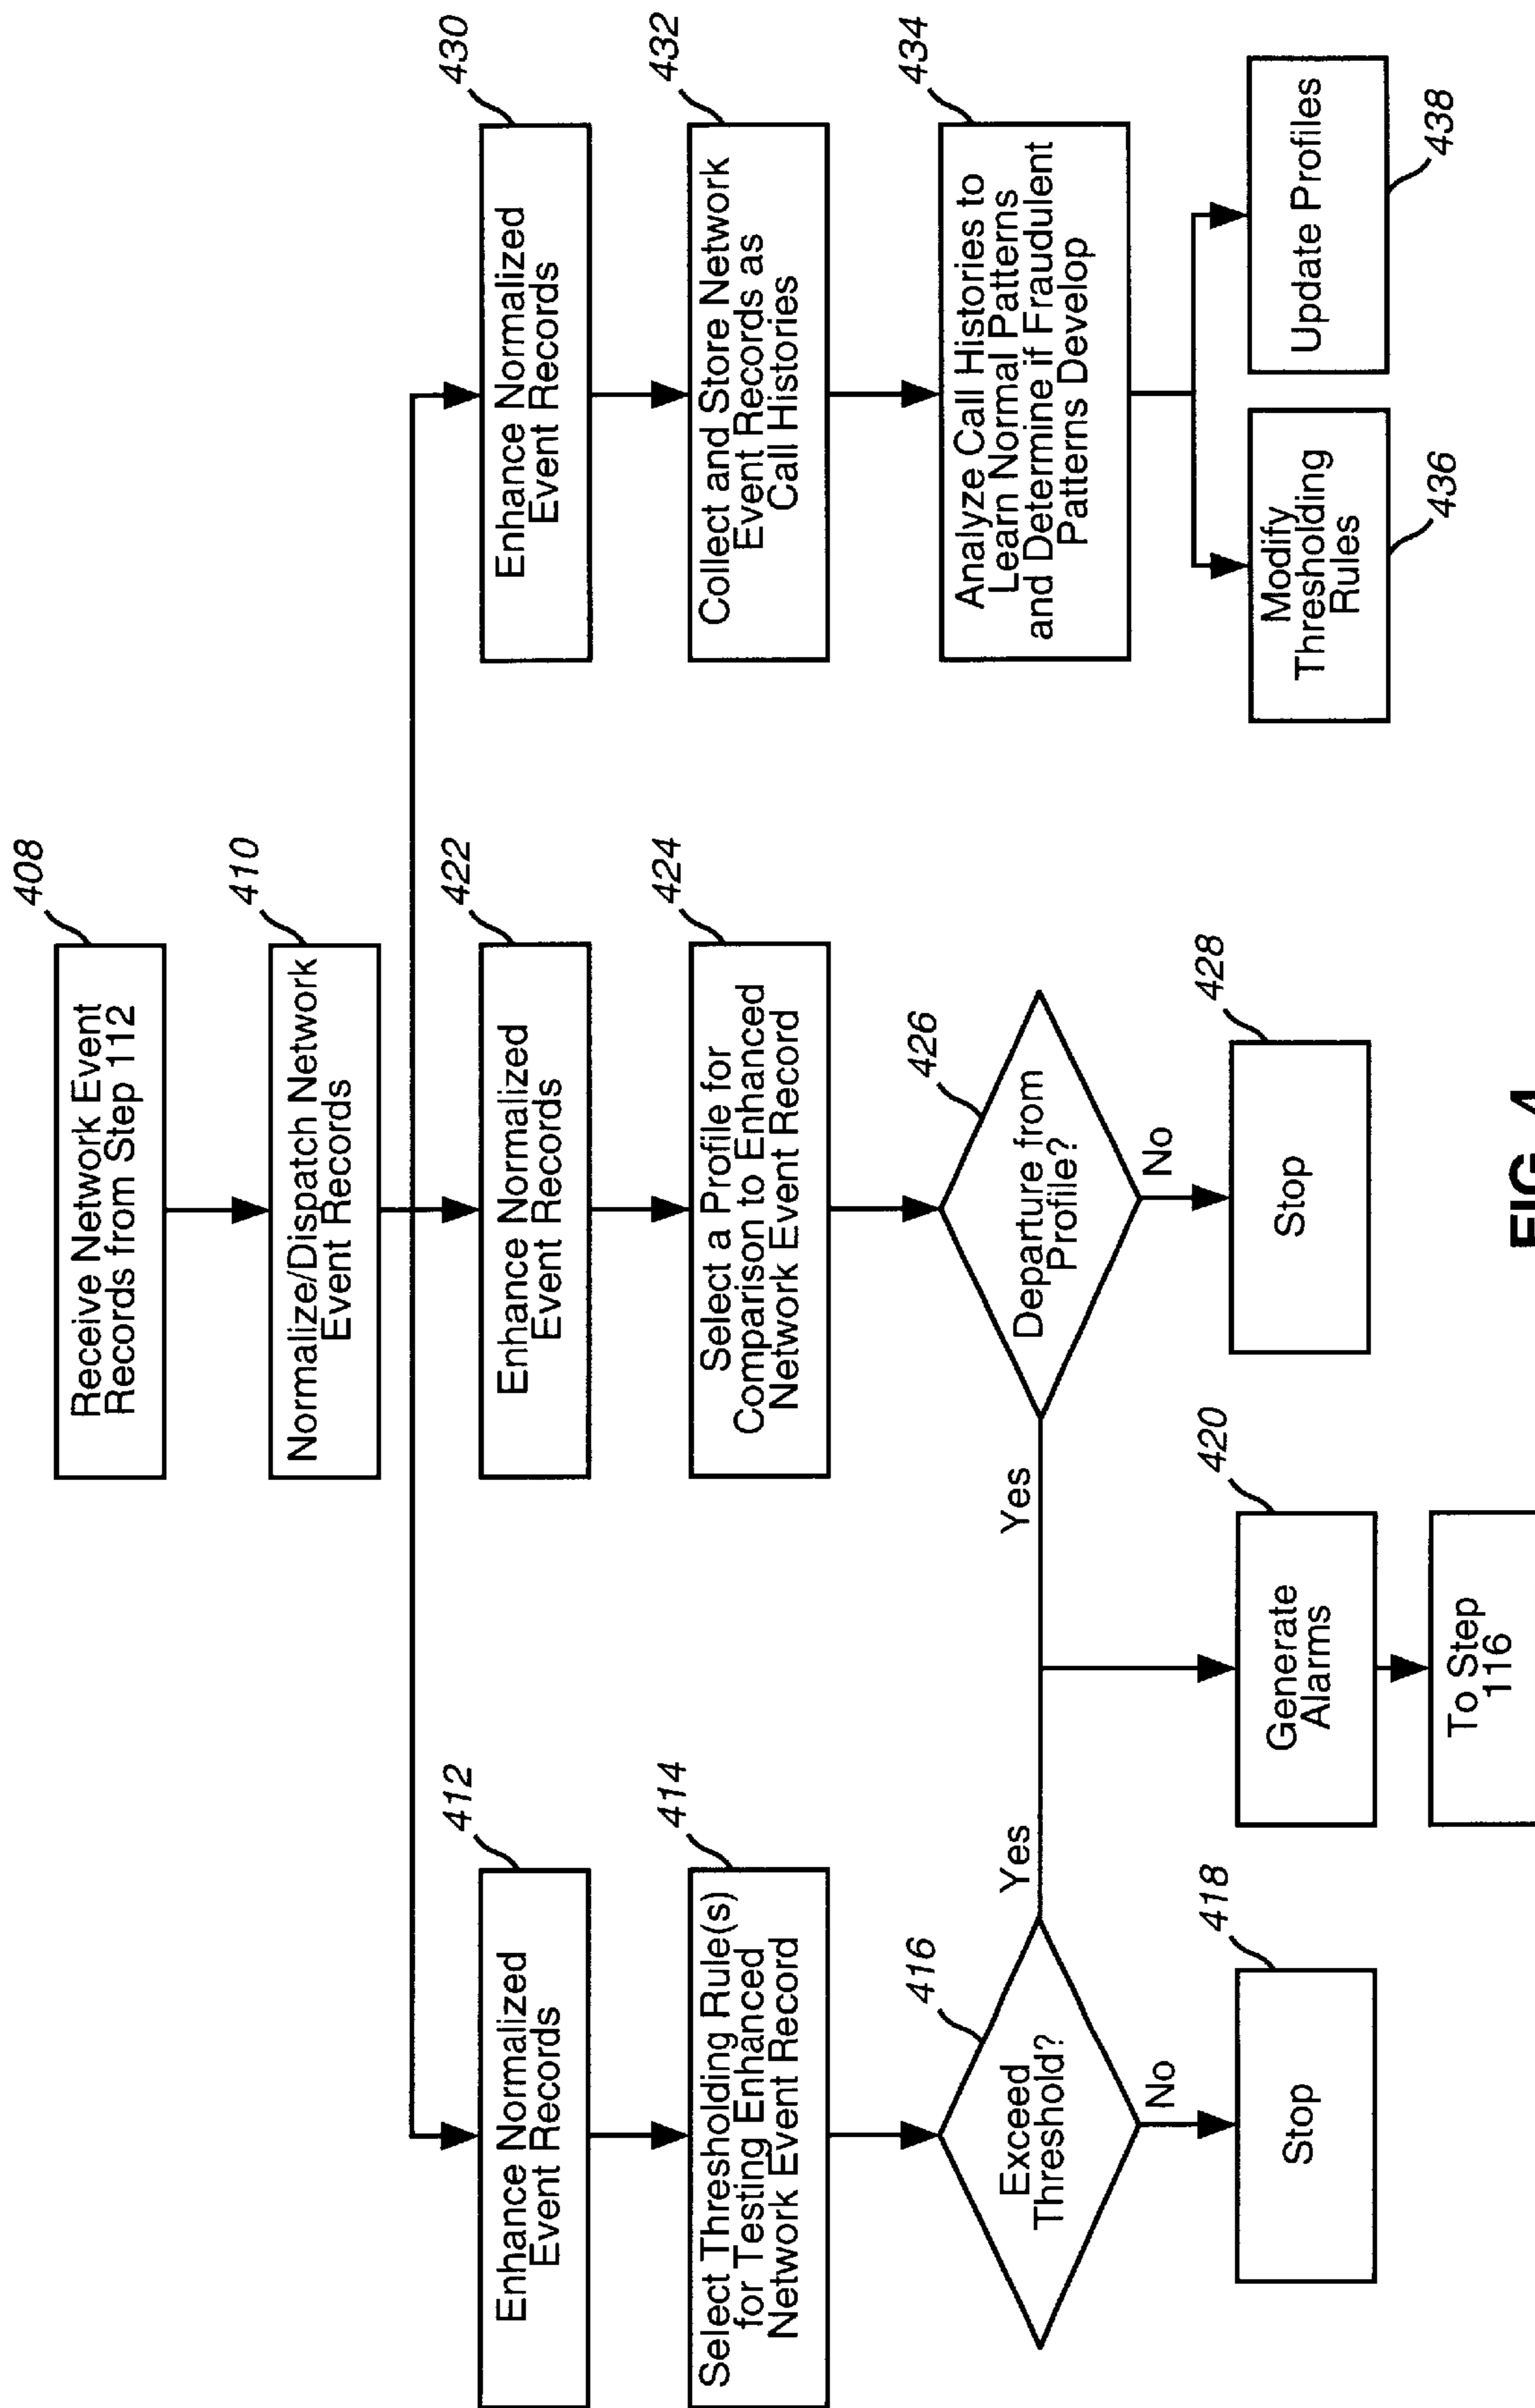 408
Receive Network Event
Records from Step 112
410
Normalize/Dispatch Network
Event Records
412
Enhance Normalized
Event Records
422
Enhance Normalized
Event Records
430
Enhance Normalized
Event Records
414
Select Thresholding Rule(s)
for Testing Enhanced
Network Event Record
424
Select a Profile for
Comparison to Enhanced
Network Event Record
432
Collect and Store Network
Event Records as
Call Histories
416
Exceed
Threshold?
Yes
Yes
426
Departure from
Profile?
434
Analyze Call Histories to
Learn Normal Patterns
and Determine if Fraudulent
Patterns Develop
No
418
Stop
420
Generate
Alarms
No
428
Stop
Modify
Thresholding
Rules
436
Update Profiles
438
To Step
116
FIG. 4